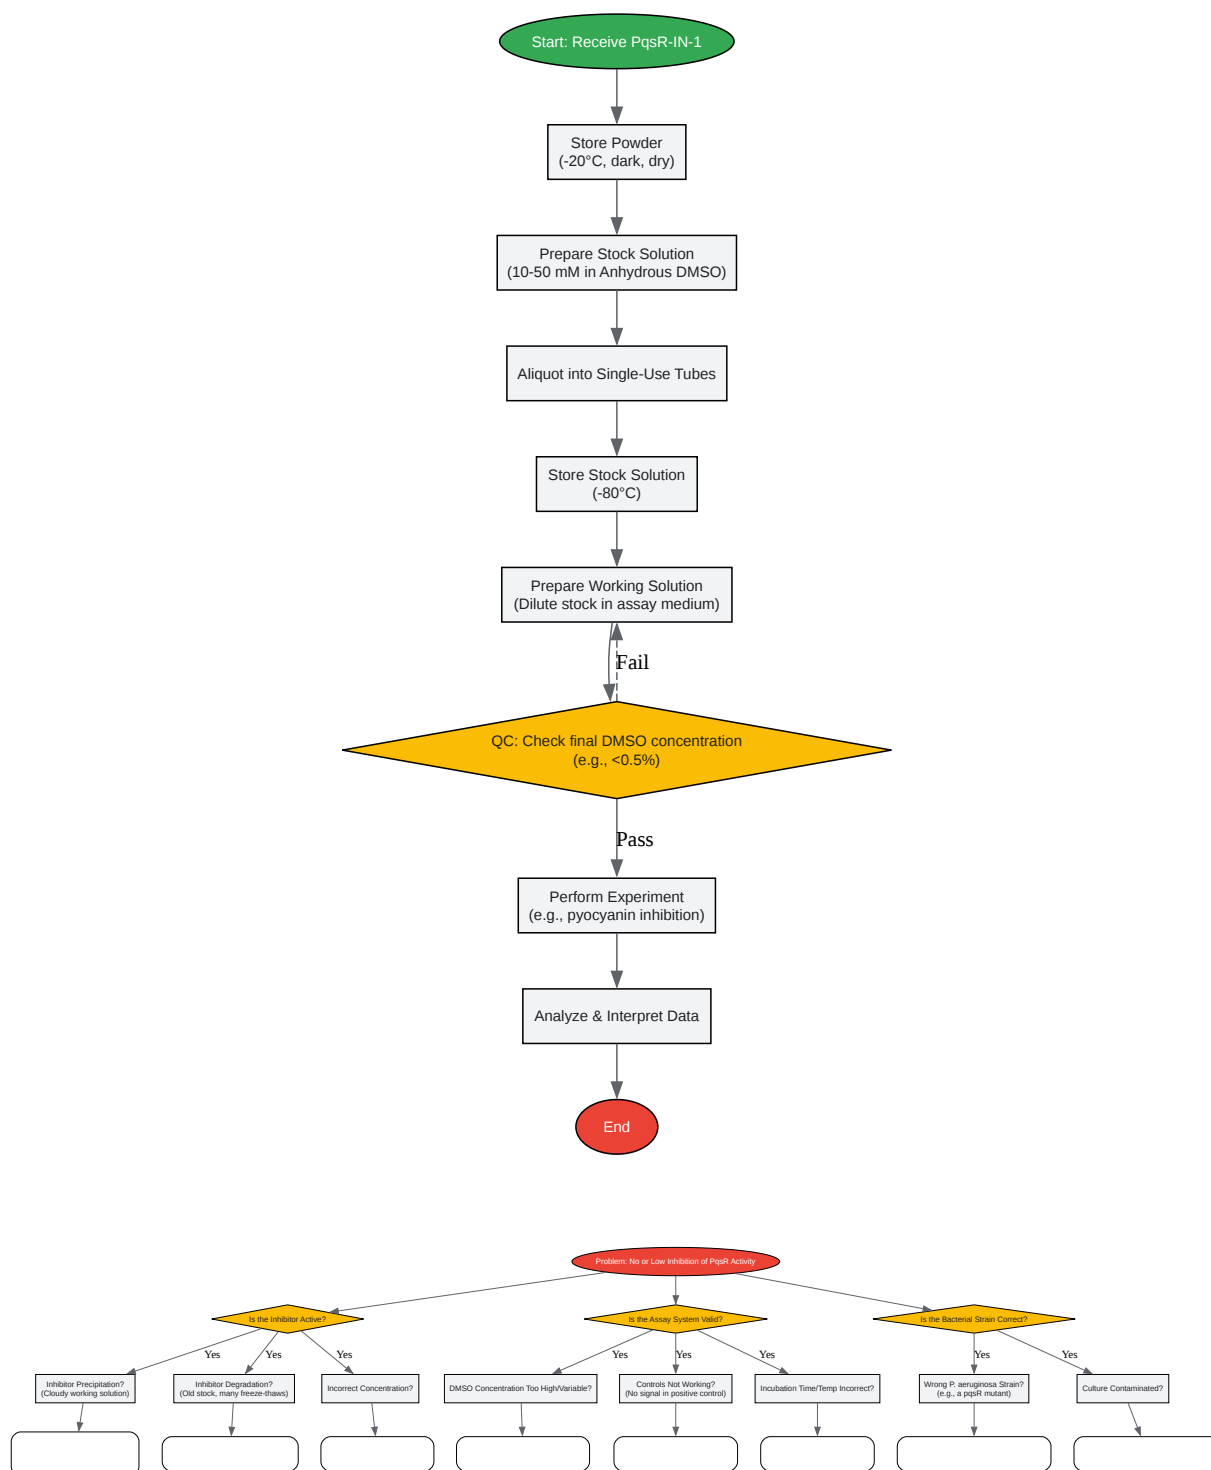 Start: Receive PqsR-IN-1
Store Powder
(-20°C, dark, dry)
Prepare Stock Solution
(10-50 mM in Anhydrous DMSO)
Aliquot into Single-Use Tubes
Store Stock Solution
(-80°C)
Prepare Working Solution
(Dilute stock in assay medium)
Fail
QC: Check final DMSO concentration
(e.g., <0.5%)
Pass
Perform Experiment
(e.g., pyocyanin inhibition)
Analyze & Interpret Data
End
Problem: No or Low Inhibition of PqsR Activity
Is the Inhibitor Active?
Is the Assay System Valid?
Is the Bacterial Strain Correct?
Yes
Yes
Yes
Yes
Yes
Yes
Yes
Yes
Inhibitor Precipitation?
(Cloudy working solution)
Inhibitor Degradation?
(Old stock, many freeze-thaws)
Incorrect Concentration?
DMSO Concentration Too High/Variable?
Controls Not Working?
(No signal in positive control)
Incubation Time/Temp Incorrect?
Wrong P. aeruginosa Strain?
(e.g., a pqsR mutant)
Culture Contaminated?